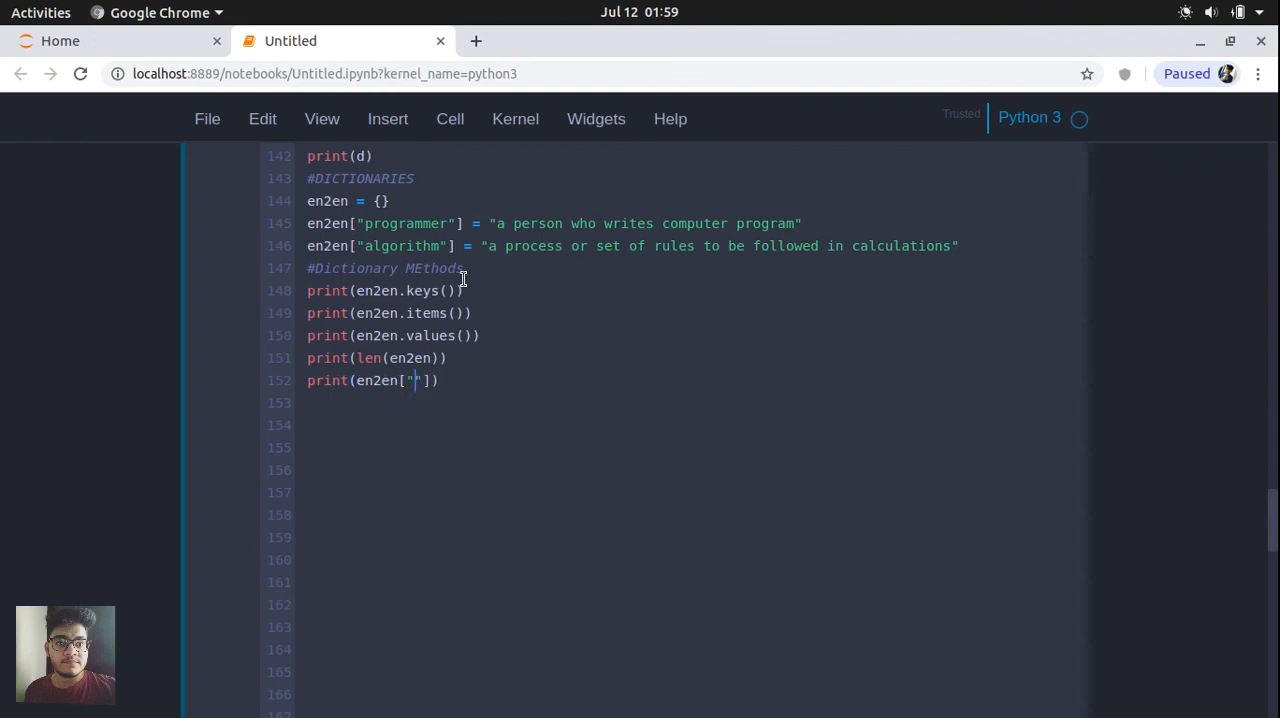 Activities Google Chrome Jul 12 01:59
Home Untitled
localhost:8889/notebooks/Untitled.ipynb?kernel_name=python3 Paused
File Edit View Insert Cell Kernel Widgets Help Trusted Python 3
142 print(d)
143 #DICTIONARIES
144 en2en = {}
145 en2en["programmer"] = "a person who writes computer program"
146 en2en["algorithm"] = "a process or set of rules to be followed in calculations"
147 #Dictionary MEthods
148 print(en2en.keys())
149 print(en2en.items())
150 print(en2en.values())
151 print(len(en2en))
152 print(en2en[""])
153
154
155
156
157
158
159
160
161
162
163
164
165
166
167